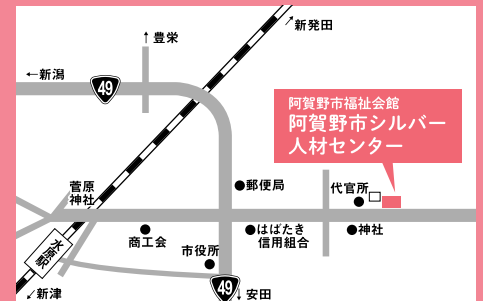 ↗新発田
↑豊栄
←新潟
49
阿賀野市福祉会館
阿賀野市シルバー
人材センター
菅原
神社
●郵便局
代官所
水原駅
商工会
●はばたき
信用組合
●神社
市役所
49
↙新津
↓安田